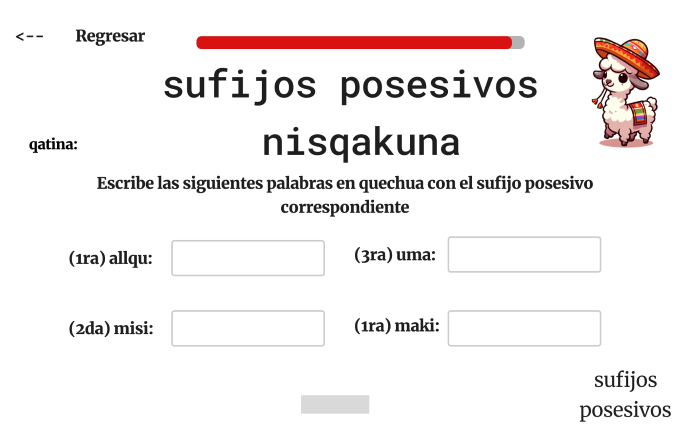 <-- Regresar
sufijos posesivos
qatina: nisqakuna
Escribe las siguientes palabras en quechua con el sufijo posesivo
correspondiente
(1ra) allqu: (3ra) uma:
(2da) misi: (1ra) maki:
sufijos
posesivos